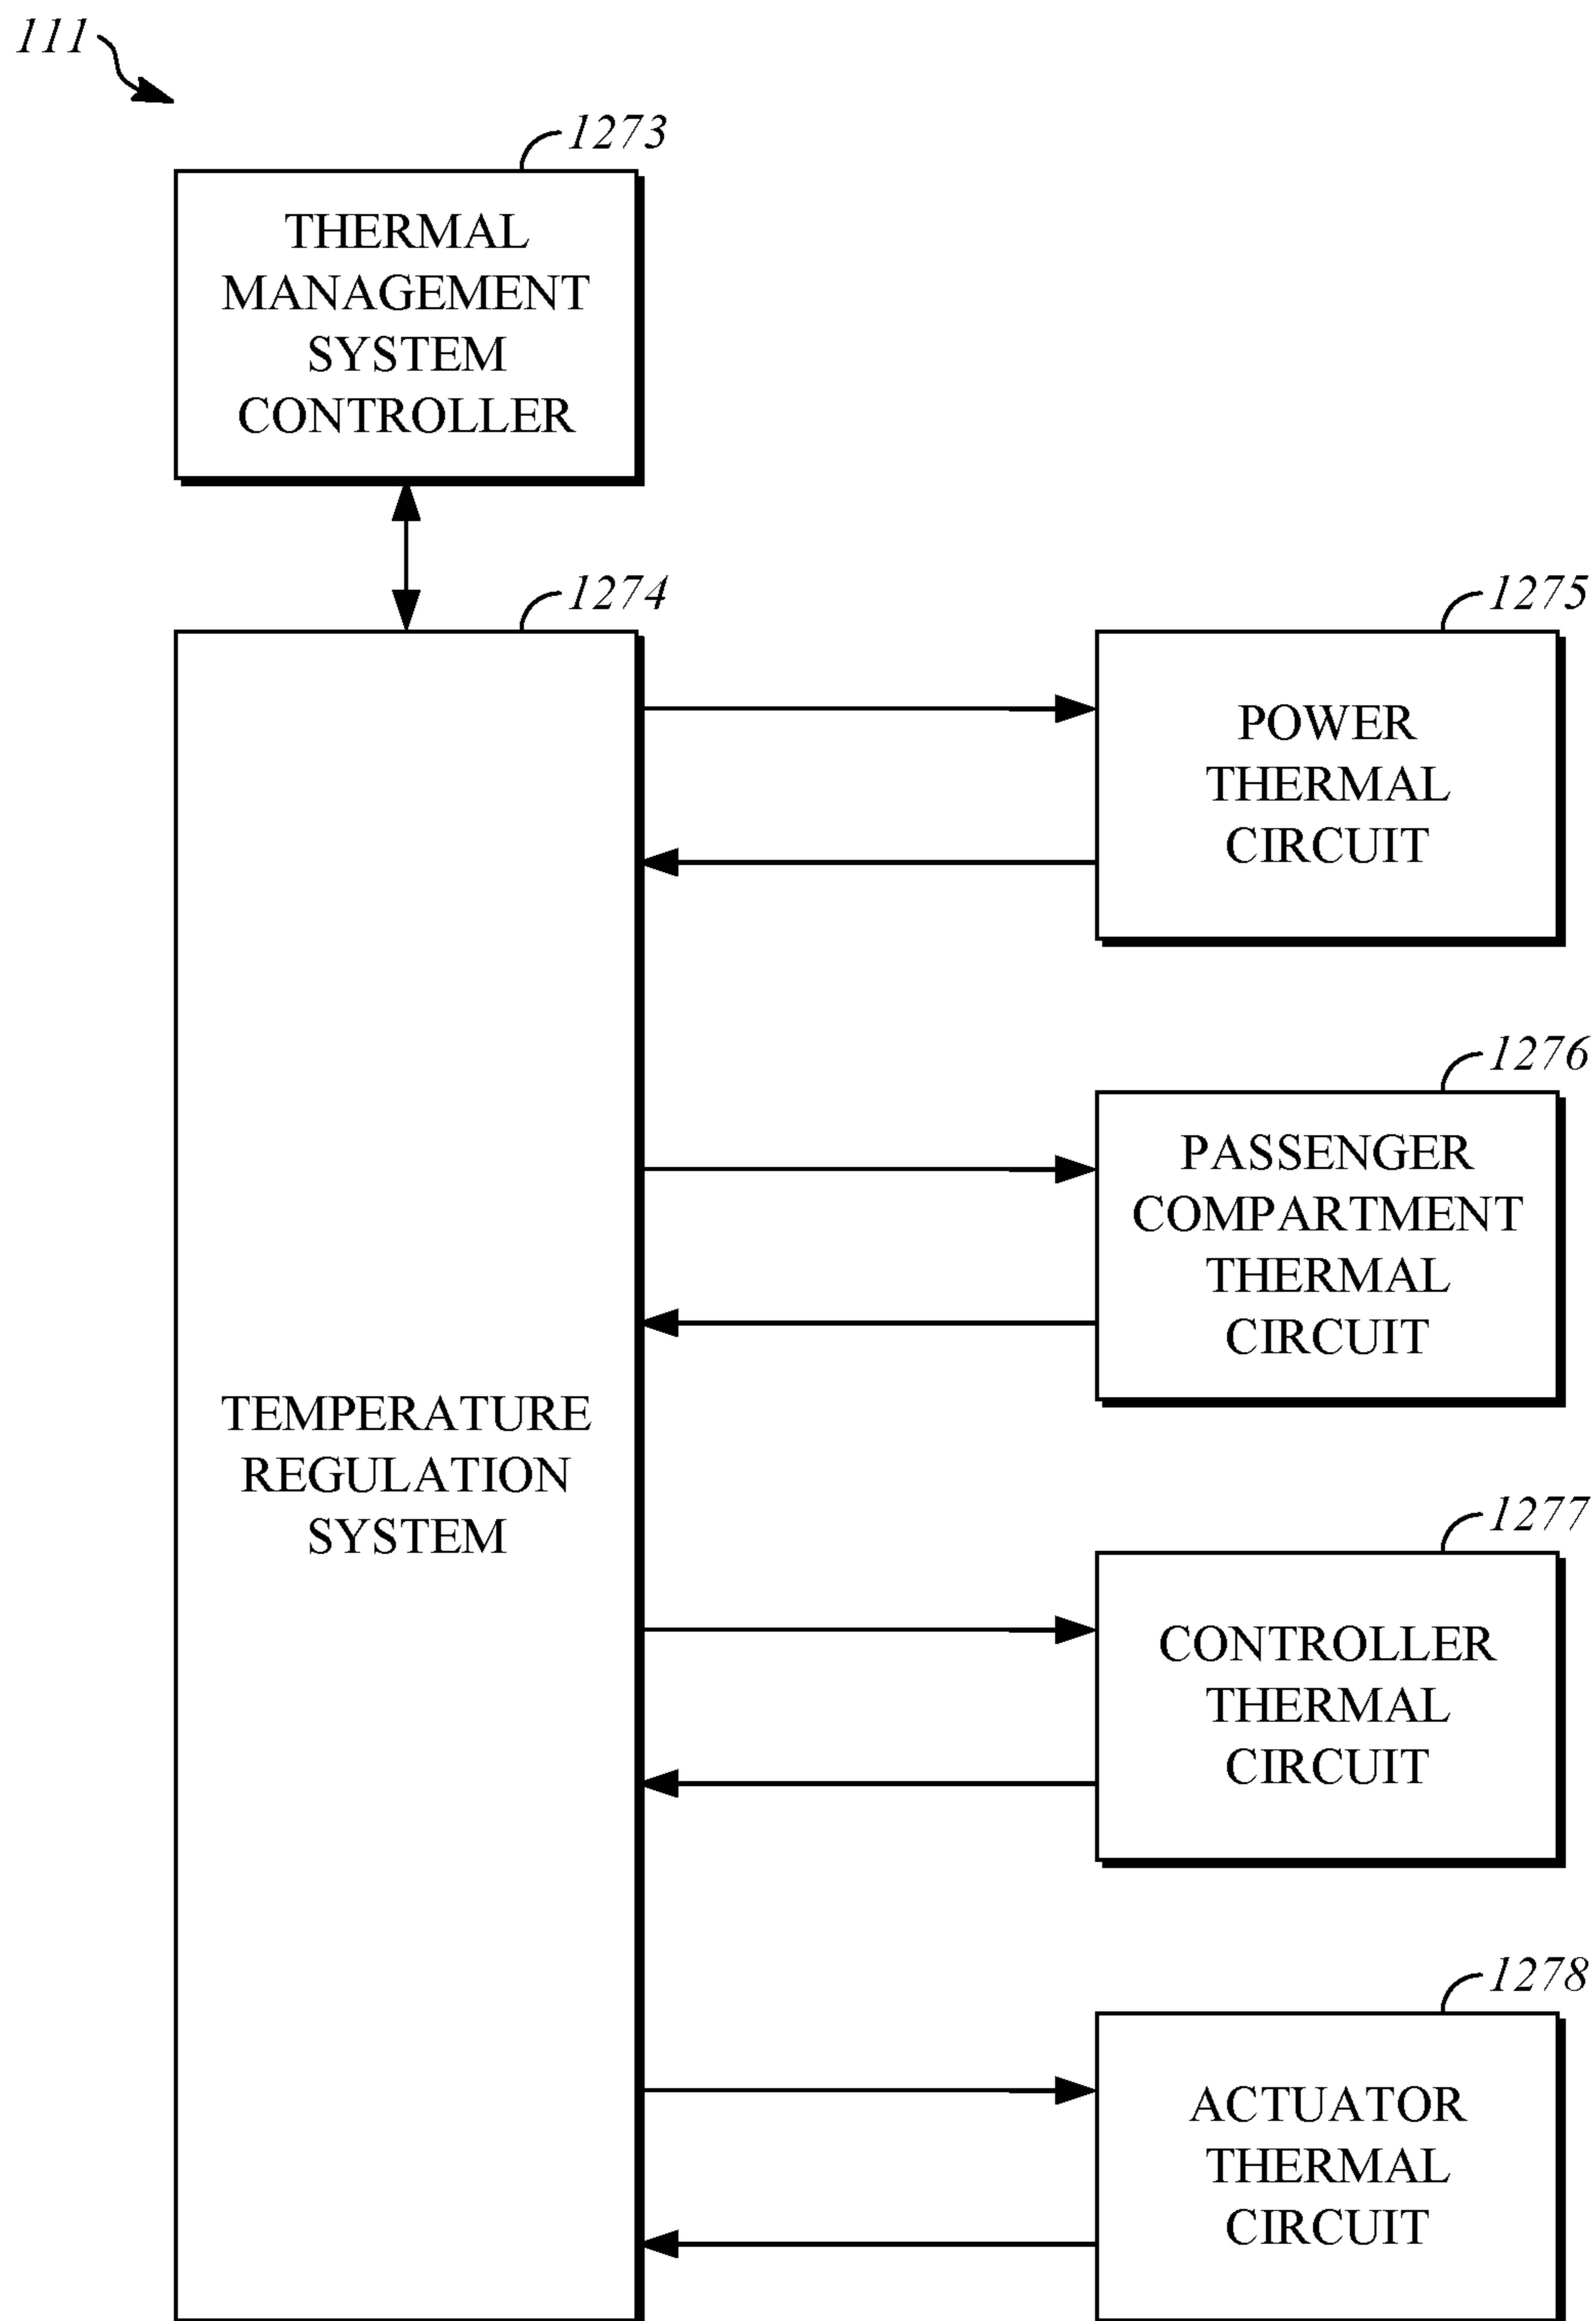 111
1273
THERMAL
MANAGEMENT
SYSTEM
CONTROLLER
1274
TEMPERATURE
REGULATION
SYSTEM
1275
POWER
THERMAL
CIRCUIT
1276
PASSENGER
COMPARTMENT
THERMAL
CIRCUIT
1277
CONTROLLER
THERMAL
CIRCUIT
1278
ACTUATOR
THERMAL
CIRCUIT